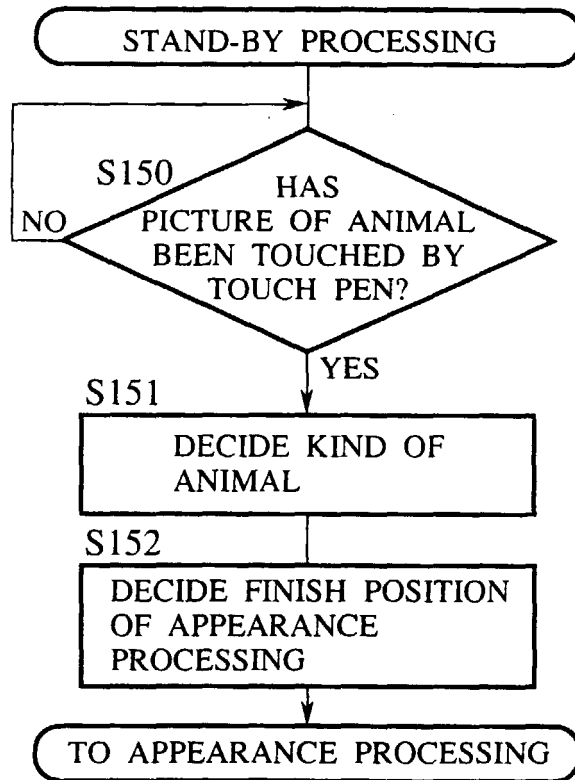 STAND-BY PROCESSING
S150
HAS
PICTURE OF ANIMAL
BEEN TOUCHED BY
TOUCH PEN?
NO
YES
S151
DECIDE KIND OF
ANIMAL
S152
DECIDE FINISH POSITION
OF APPEARANCE
PROCESSING
TO APPEARANCE PROCESSING